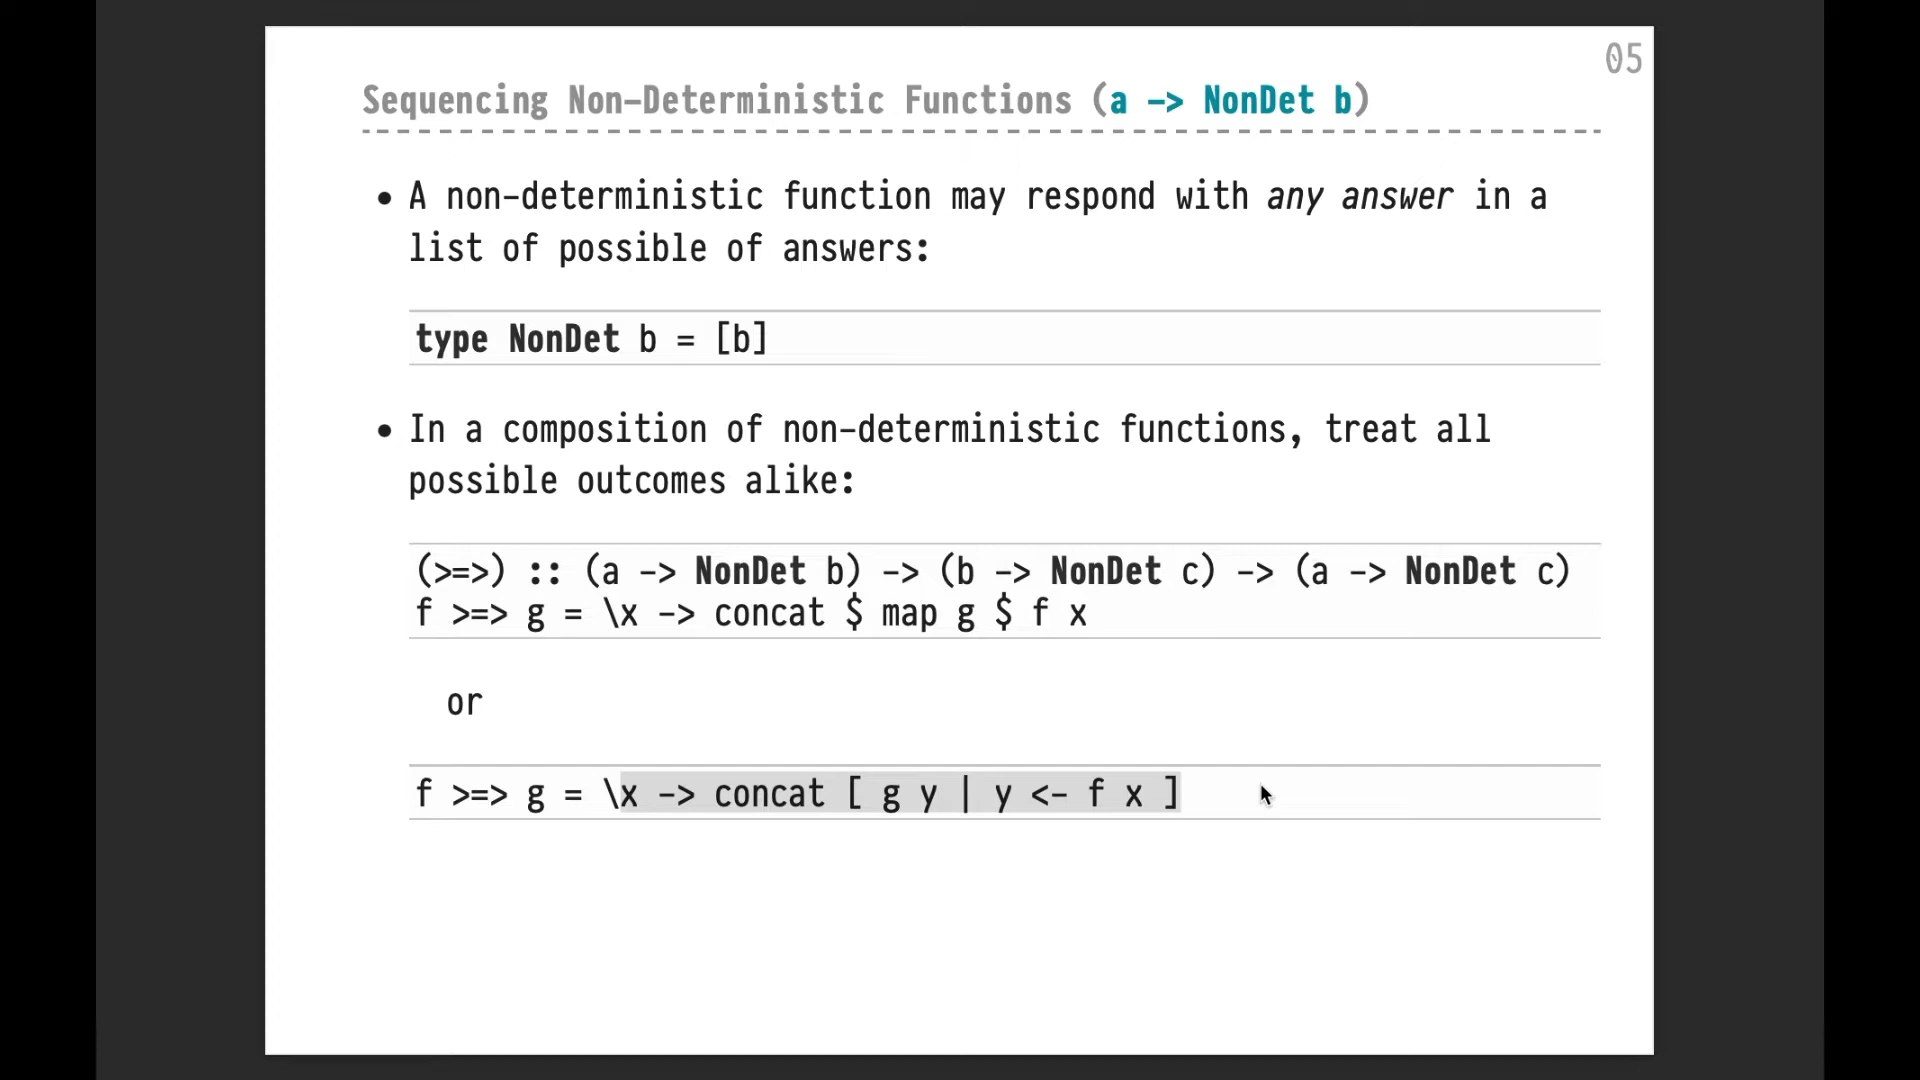 05
Sequencing Non-Deterministic Functions (a -> NonDet b)
• A non-deterministic function may respond with any answer in a
list of possible of answers:
type NonDet b = [b]
• In a composition of non-deterministic functions, treat all
possible outcomes alike:
(>=>) :: (a -> NonDet b) -> (b -> NonDet c) -> (a -> NonDet c)
f >=> g = \x -> concat $ map g $ f x
or
f >=> g = \x -> concat [ g y | y <- f x ]